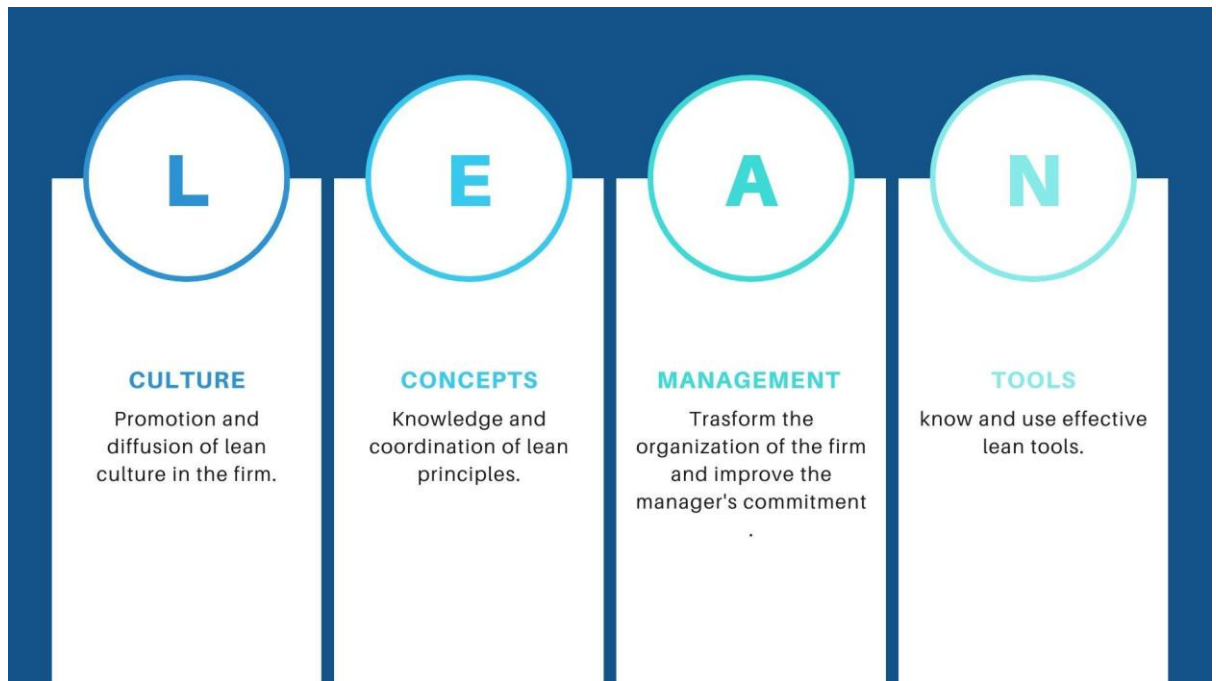 L
E
A
N
CULTURE
Promotion and
diffusion of lean
culture in the firm.
CONCEPTS
Knowledge and
coordination of lean
principles.
MANAGEMENT
Trasform the
organization of the firm
and improve the
manager's commitment
.
TOOLS
know and use effective
lean tools.